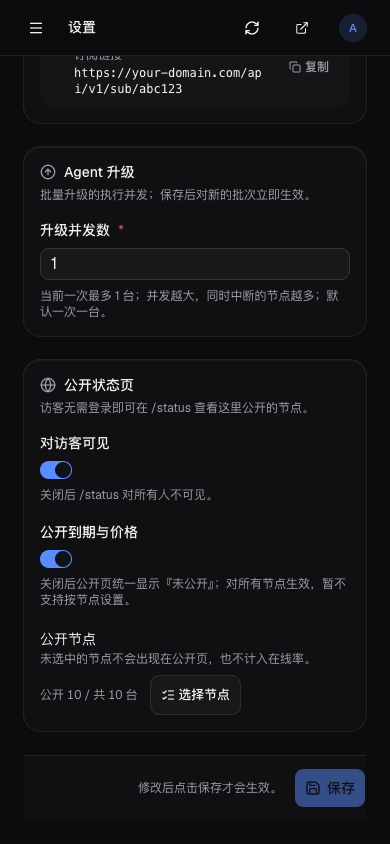 设置
A
订阅链接
https://your-domain.com/ap
i/v1/sub/abc123
复制
Agent 升级
批量升级的执行并发；保存后对新的批次立即生效。
升级并发数 *
1
当前一次最多 1 台；并发越大，同时中断的节点越多；默
认一次一台。
公开状态页
访客无需登录即可在 /status 查看这里公开的节点。
对访客可见
关闭后 /status 对所有人不可见。
公开到期与价格
关闭后公开页统一显示『未公开』；对所有节点生效，暂不
支持按节点设置。
公开节点
未选中的节点不会出现在公开页，也不计入在线率。
公开 10 / 共 10 台
选择节点
修改后点击保存才会生效。
保存